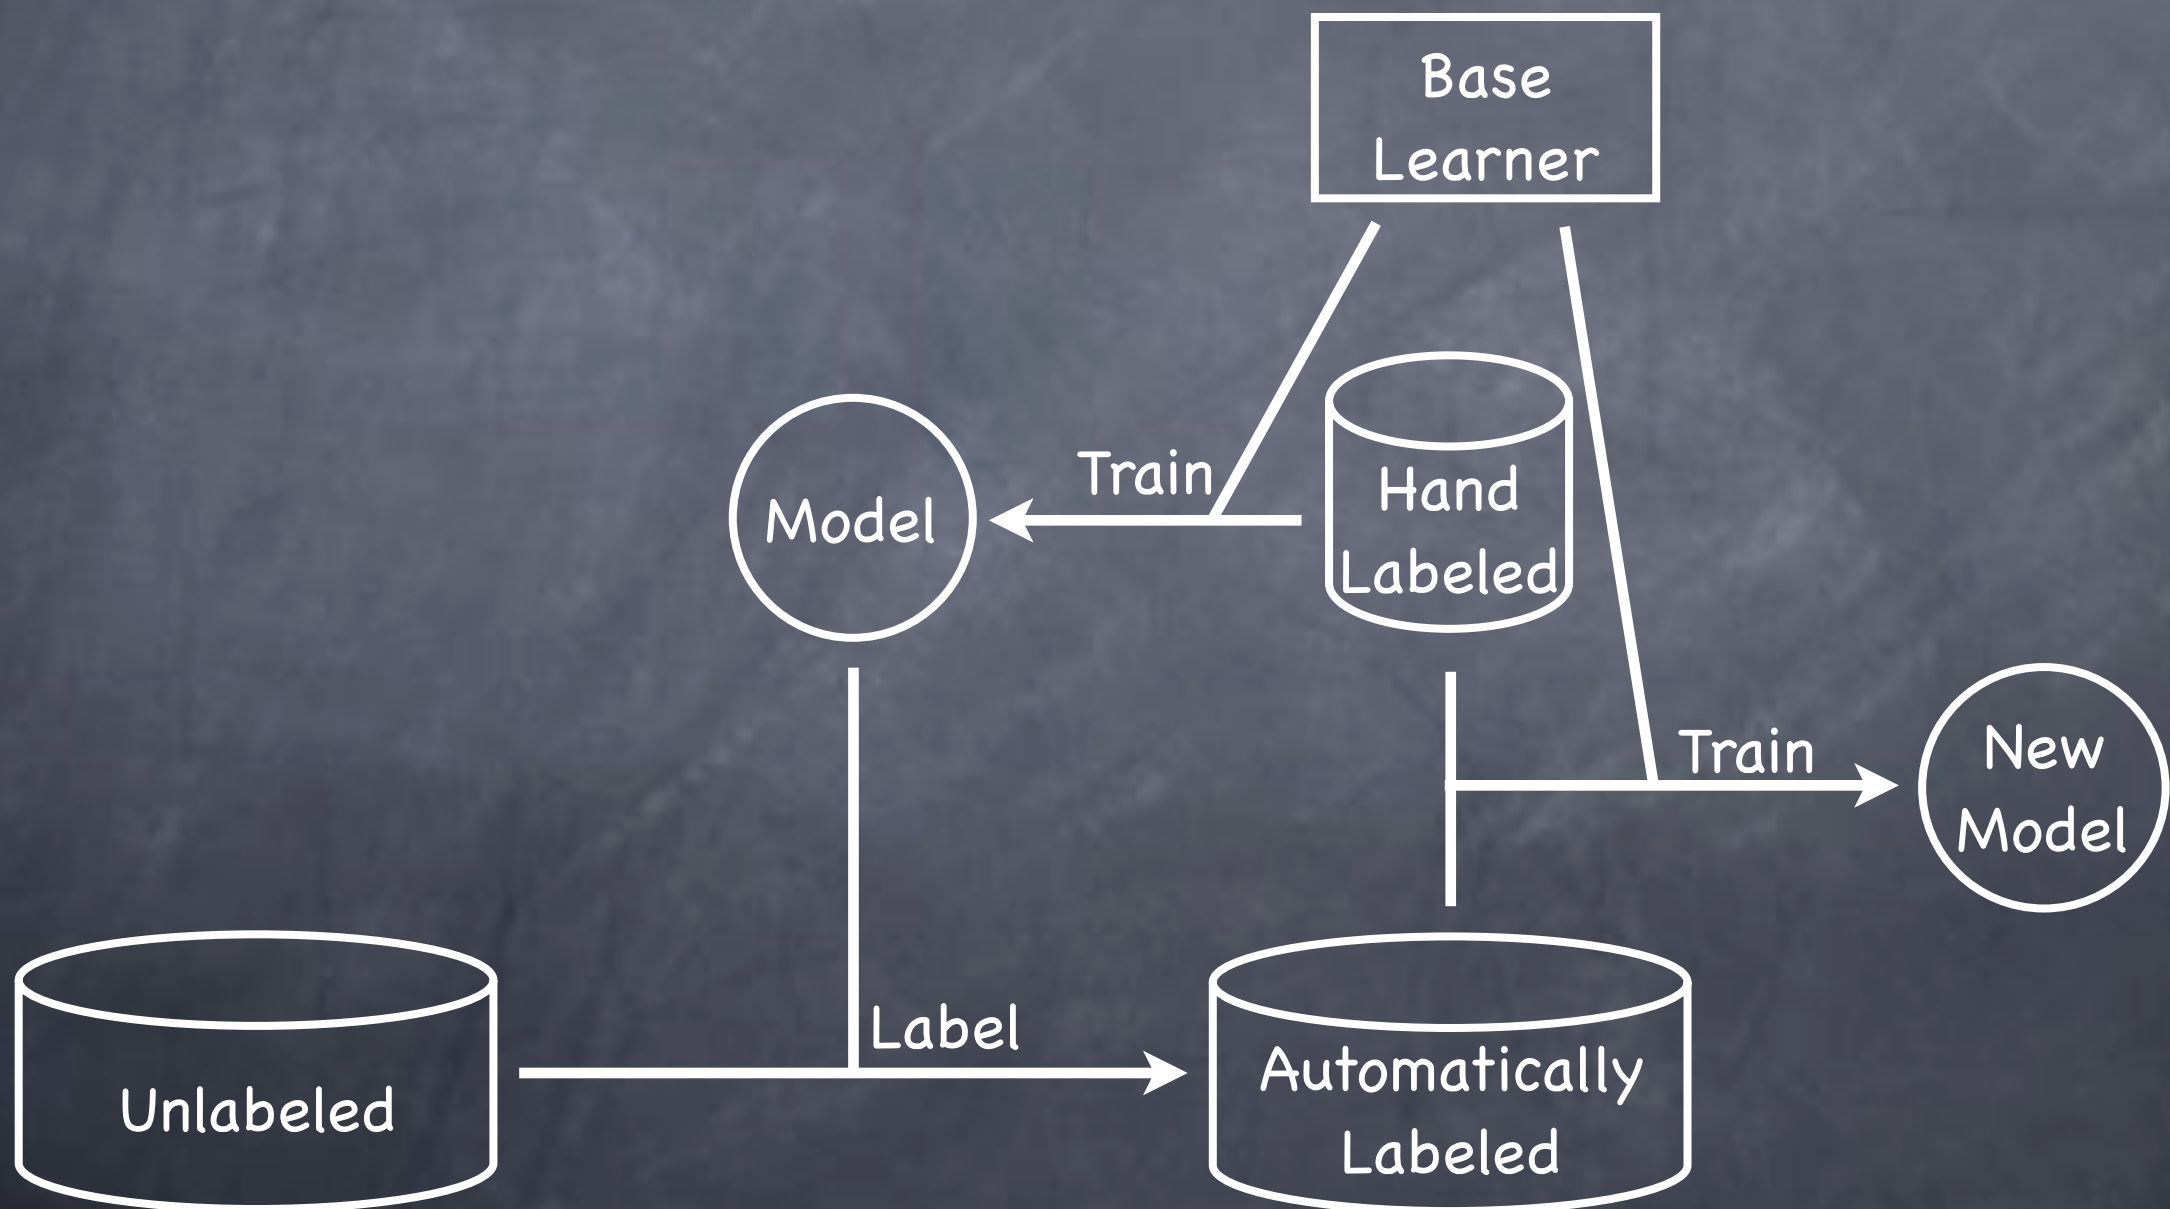 Base
Learner
Train
Hand
Labeled
Model
Train
New
Model
Label
Unlabeled
Automatically
Labeled